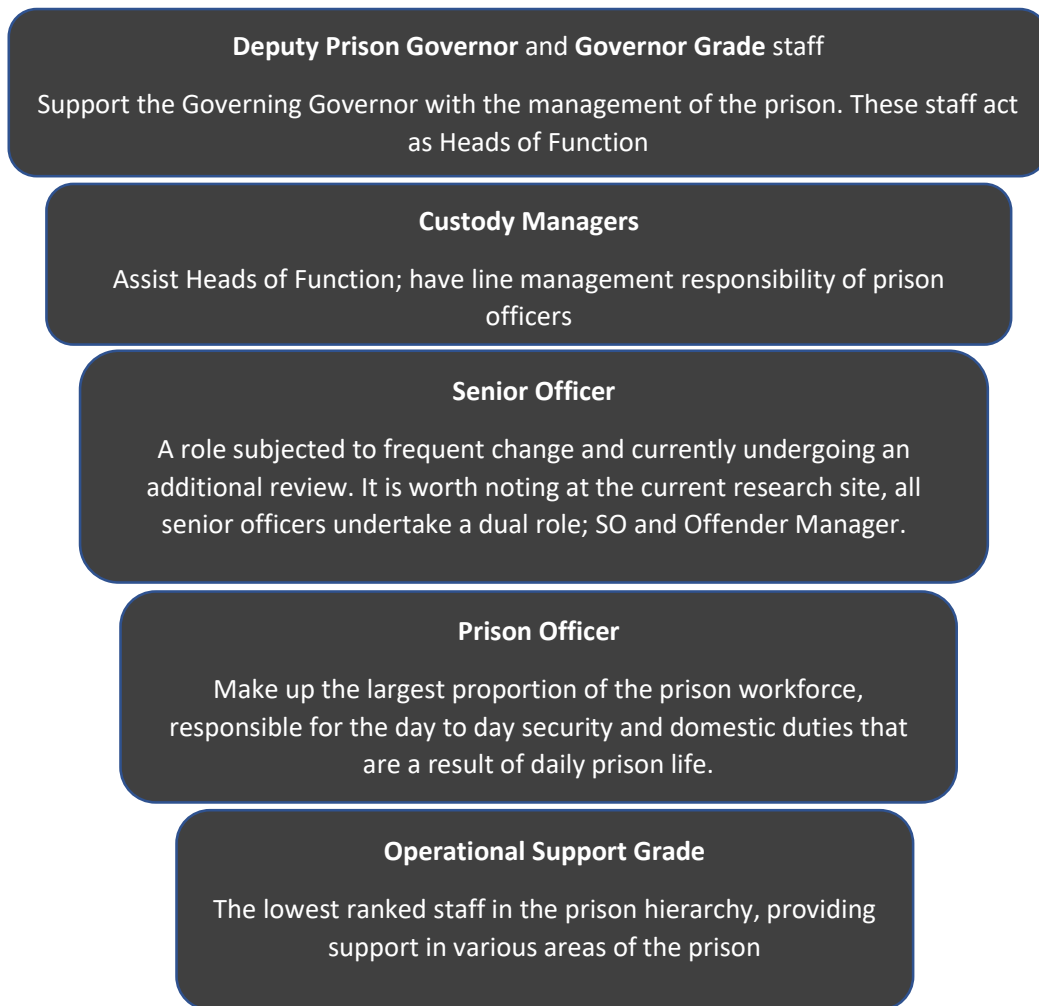 Deputy Prison Governor and Governor Grade staff
Support the Governing Governor with the management of the prison. These staff act
as Heads of Function
Custody Managers
Assist Heads of Function; have line management responsibility of prison
officers
Senior Officer
A role subjected to frequent change and currently undergoing an
additional review. It is worth noting at the current research site, all
senior officers undertake a dual role; SO and Offender Manager.
Prison Officer
Make up the largest proportion of the prison workforce,
responsible for the day to day security and domestic duties that
are a result of daily prison life.
Operational Support Grade
The lowest ranked staff in the prison hierarchy, providing
support in various areas of the prison